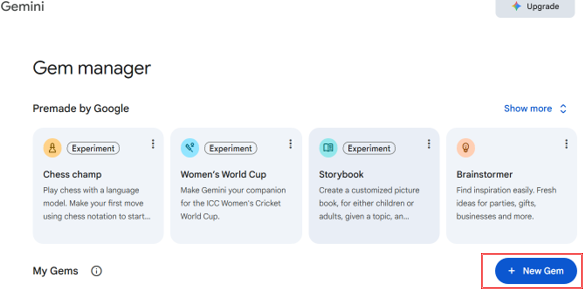 Gemini
Upgrade
Gem manager
Premade by Google
Show more
Experiment
Chess champ
Play chess with a language
model. Make your first move
using chess notation to start...
Experiment
Women's World Cup
Make Gemini your companion
for the ICC Women's Cricket
World Cup.
Experiment
Storybook
Create a customized picture
book, for either children or
adults, given a topic, an...
Brainstormer
Find inspiration easily. Fresh
ideas for parties, gifts,
businesses and more.
My Gems
+ New Gem